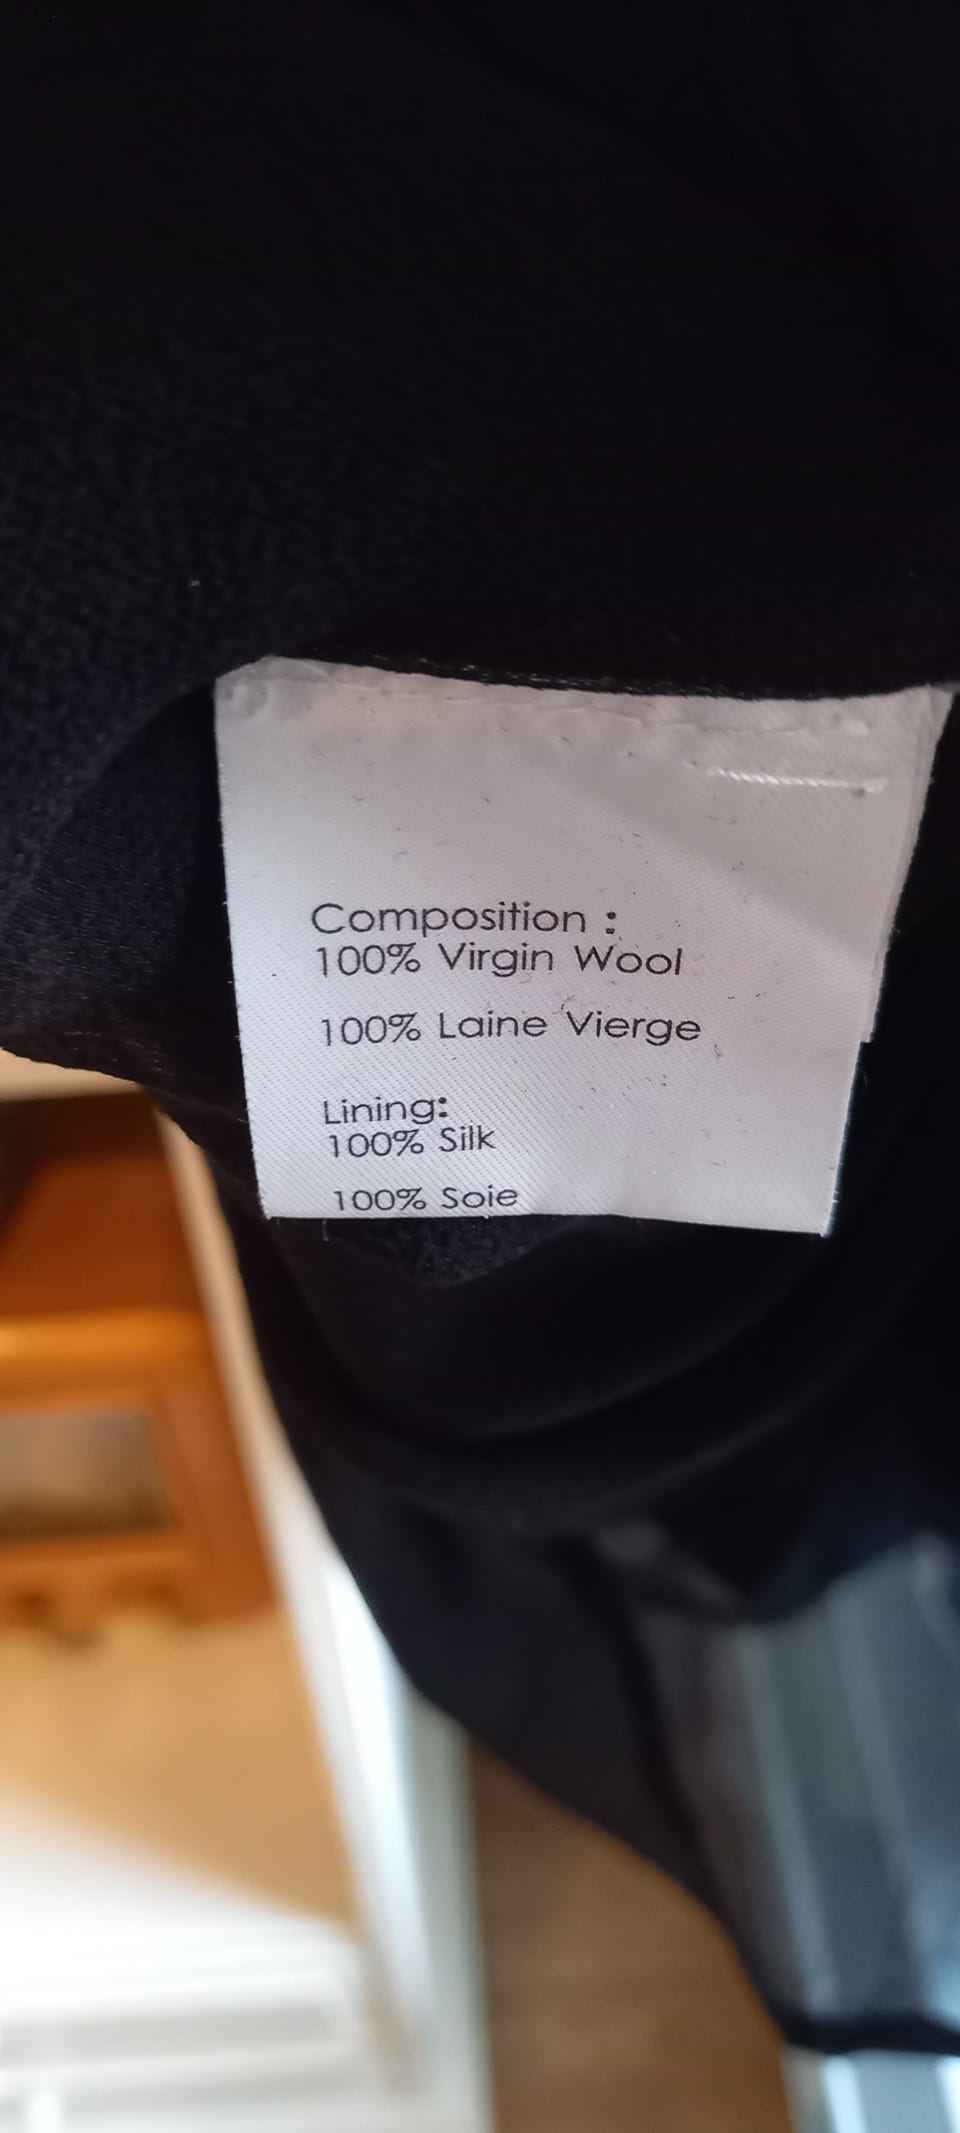 Composition :
100% Virgin Wool
100% Laine Vierge
Lining:
100% Silk
100% Soie